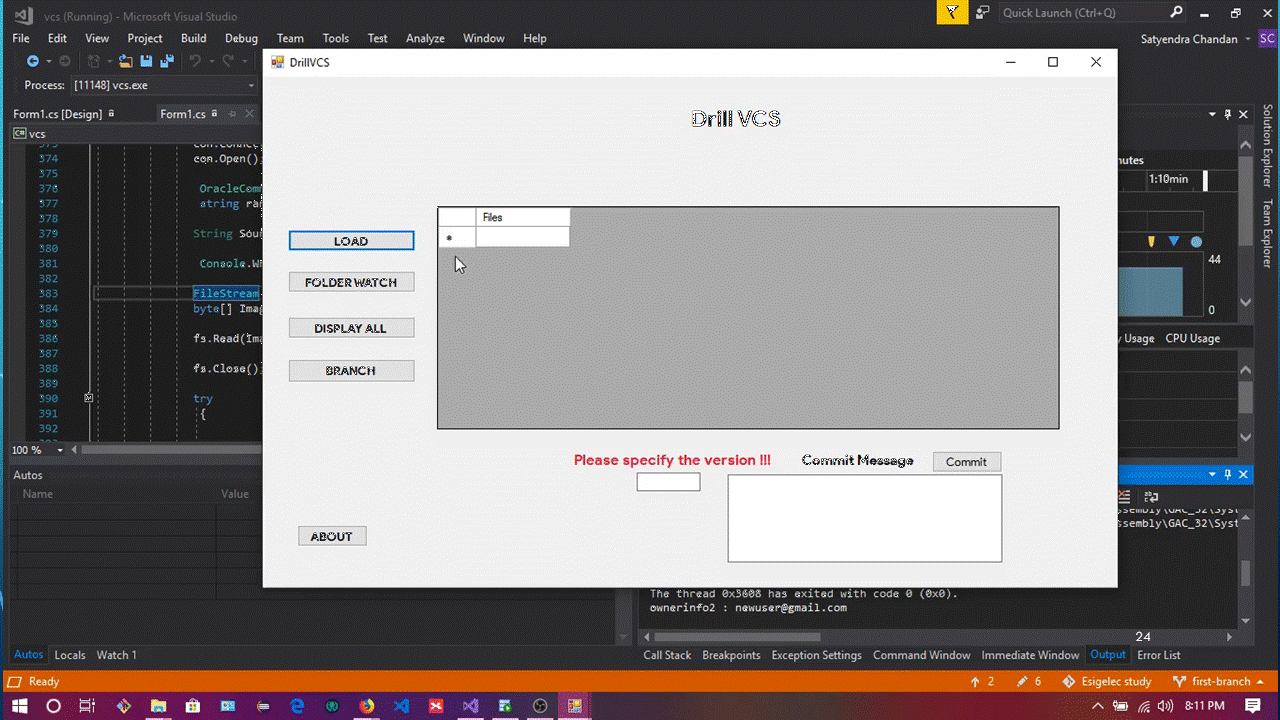 vcs (Running) - Microsoft Visual Studio
Quick Launch (Ctrl+Q)
File Edit View Project Build Debug Team Tools Test Analyze Window Help
Satyendra Chandan SC
Process: [11148] vcs.exe
DrillVCS
Form1.cs [Design] Form1.cs
vcs
Drill VCS
374 con.Open()
375
376 OracleCom
377 string ra
378
379 String Sou
380
381 Console.W
382
383 FileStream
384 byte[] Ima
385
386 fs.Read(Ima
387
388 fs.Close()
389
390 try
391 {
392
100 %
LOAD
FOLDER WATCH
DISPLAY ALL
BRANCH
ABOUT
Files
*
Please specify the version !!!
Commit Message
Commit
nutes
1:10min
44
0
y Usage CPU Usage
Solution Explorer
Team Explorer
Autos
Name Value
ssembly\GAC_32\Syst
ssembly\GAC_32\Syst
The thread 0x3608 has exited with code 0 (0x0).
ownerinfo2 : newuser@gmail.com
24
Autos Locals Watch 1
Call Stack Breakpoints Exception Settings Command Window Immediate Window Output Error List
Ready
2 6 Esigelec study first-branch
8:11 PM